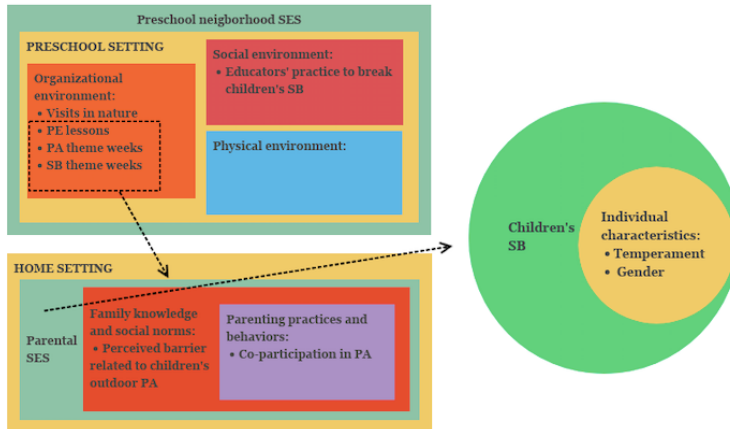 Preschool neigborhood SES
PRESCHOOL SETTING
Organizational
environment:
• Visits in nature
• PE lessons
• PA theme weeks
• SB theme weeks
Social environment:
• Educators' practice to break
children's SB
Physical environment:
HOME SETTING
Parental
SES
Family knowledge
and social norms:
• Perceived barrier
related to children's
outdoor PA
Parenting practices and
behaviors:
• Co-participation in PA
Children's
SB
Individual
characteristics:
• Temperament
• Gender